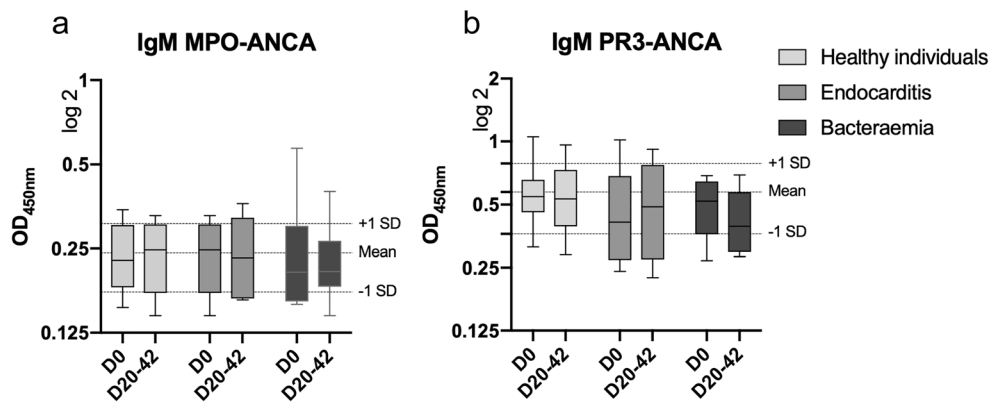 a
IgM MPO-ANCA
OD450nm
log 2
1
0.5
0.25
0.125
+1 SD
Mean
-1 SD
D0
D20-42
D0
D20-42
D0
D20-42
b
IgM PR3-ANCA
OD450nm
log 2
2
1
0.5
0.25
0.125
+1 SD
Mean
-1 SD
D0
D20-42
D0
D20-42
D0
D20-42
Healthy individuals
Endocarditis
Bacteraemia